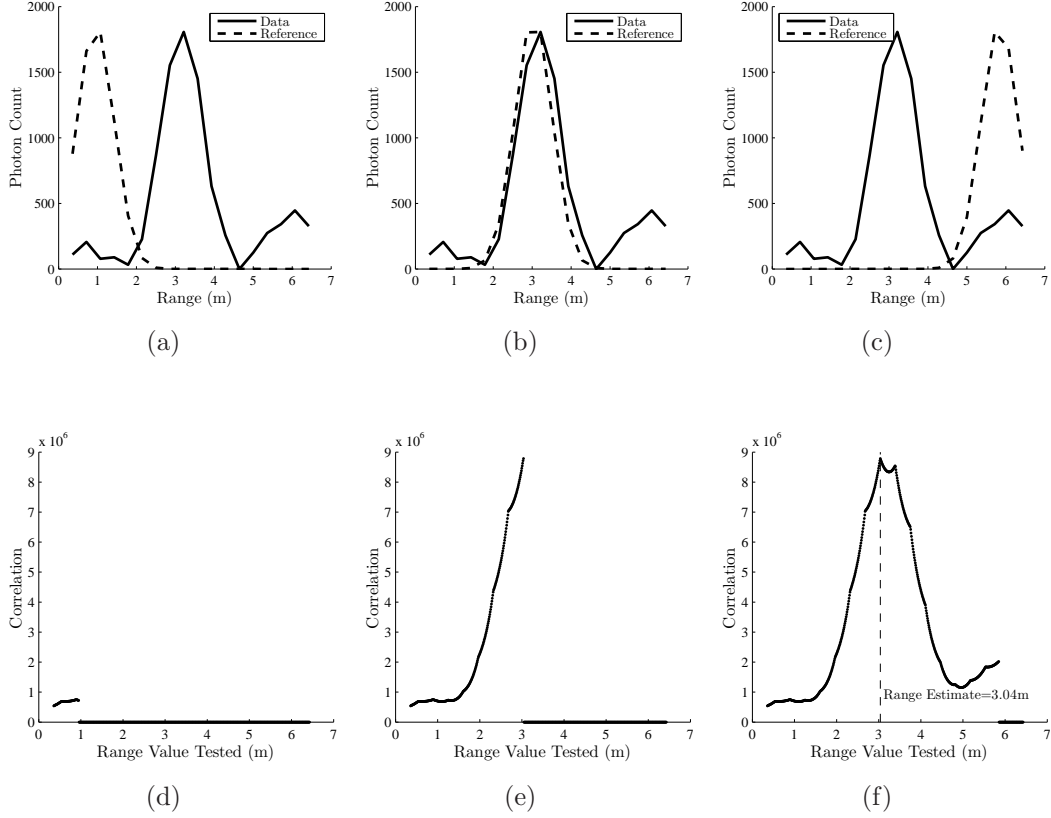 2000
1500
1000
500
0
0 1 2 3 4 5 6 7
Photon Count
Range (m)
Data
Reference
(a)
2000
1500
1000
500
0
0 1 2 3 4 5 6 7
Photon Count
Range (m)
Data
Reference
(b)
2000
1500
1000
500
0
0 1 2 3 4 5 6 7
Photon Count
Range (m)
Data
Reference
(c)
x 10^6
9
8
7
6
5
4
3
2
1
0
0 1 2 3 4 5 6 7
Correlation
Range Value Tested (m)
(d)
x 10^6
9
8
7
6
5
4
3
2
1
0
0 1 2 3 4 5 6 7
Correlation
Range Value Tested (m)
(e)
x 10^6
9
8
7
6
5
4
3
2
1
0
0 1 2 3 4 5 6 7
Correlation
Range Estimate=3.04m
Range Value Tested (m)
(f)